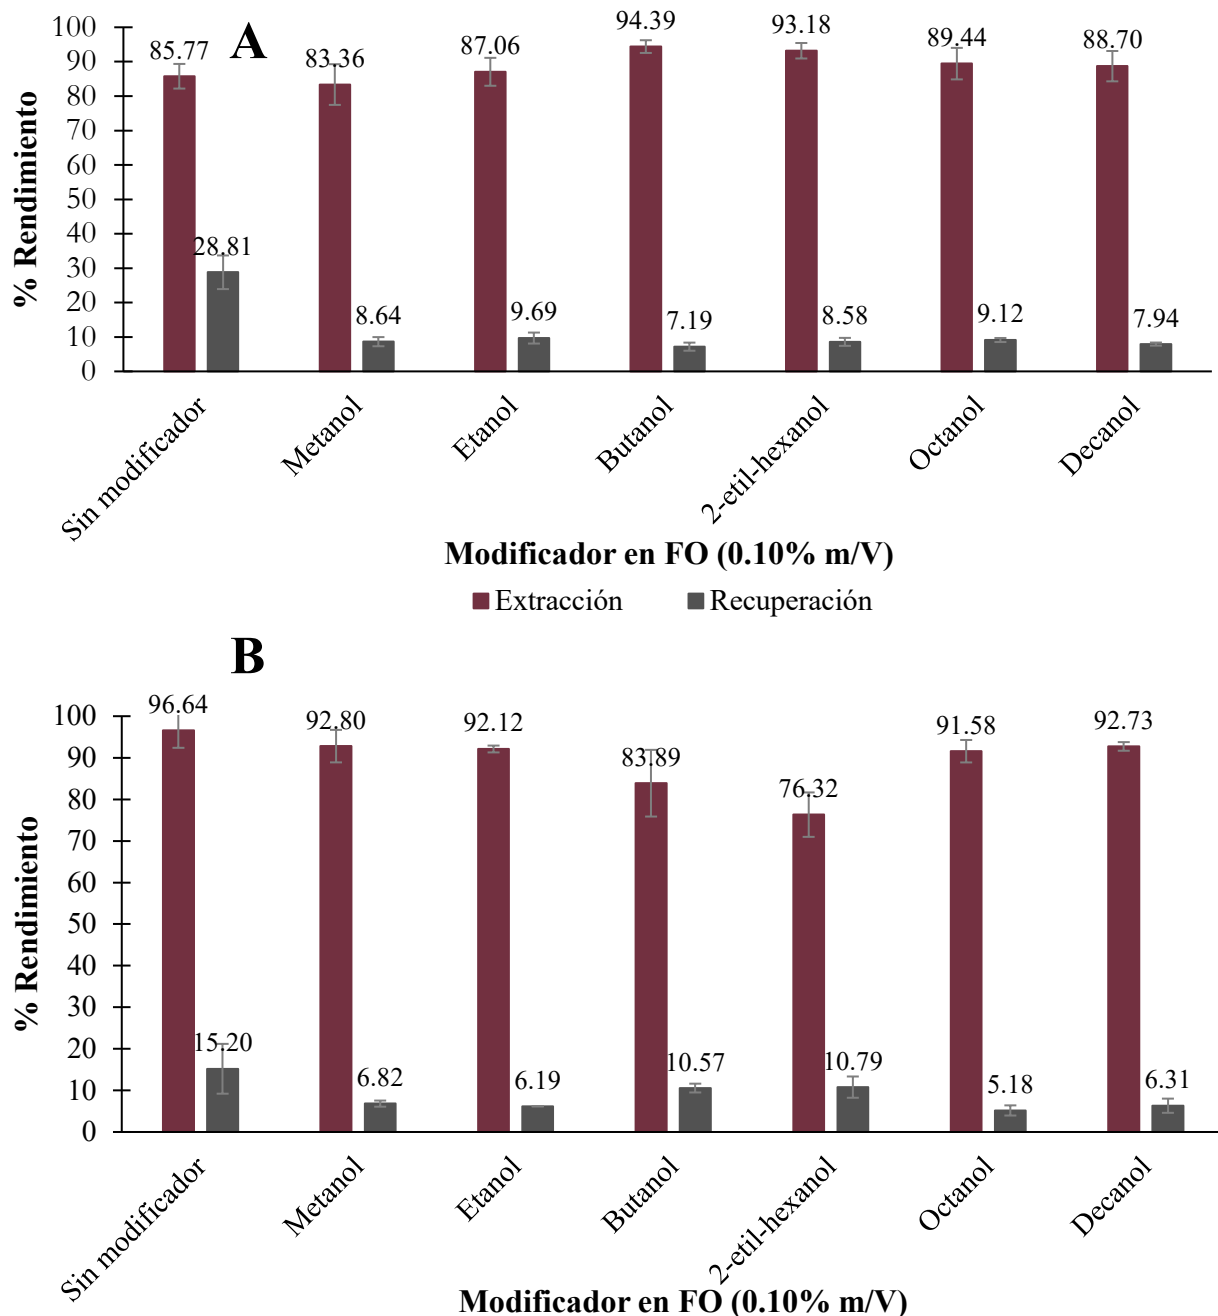 A
% Rendimiento
100
90
80
70
60
50
40
30
20
10
0
85.77
28.81
83.36
8.64
87.06
9.69
94.39
7.19
93.18
8.58
89.44
9.12
88.70
7.94
Sin modificador
Metanol
Etanol
Butanol
2-etil-hexanol
Octanol
Decanol
Modificador en FO (0.10% m/V)
Extracción
Recuperación
B
% Rendimiento
100
90
80
70
60
50
40
30
20
10
0
96.64
15.20
92.80
6.82
92.12
6.19
83.89
10.57
76.32
10.79
91.58
5.18
92.73
6.31
Sin modificador
Metanol
Etanol
Butanol
2-etil-hexanol
Octanol
Decanol
Modificador en FO (0.10% m/V)